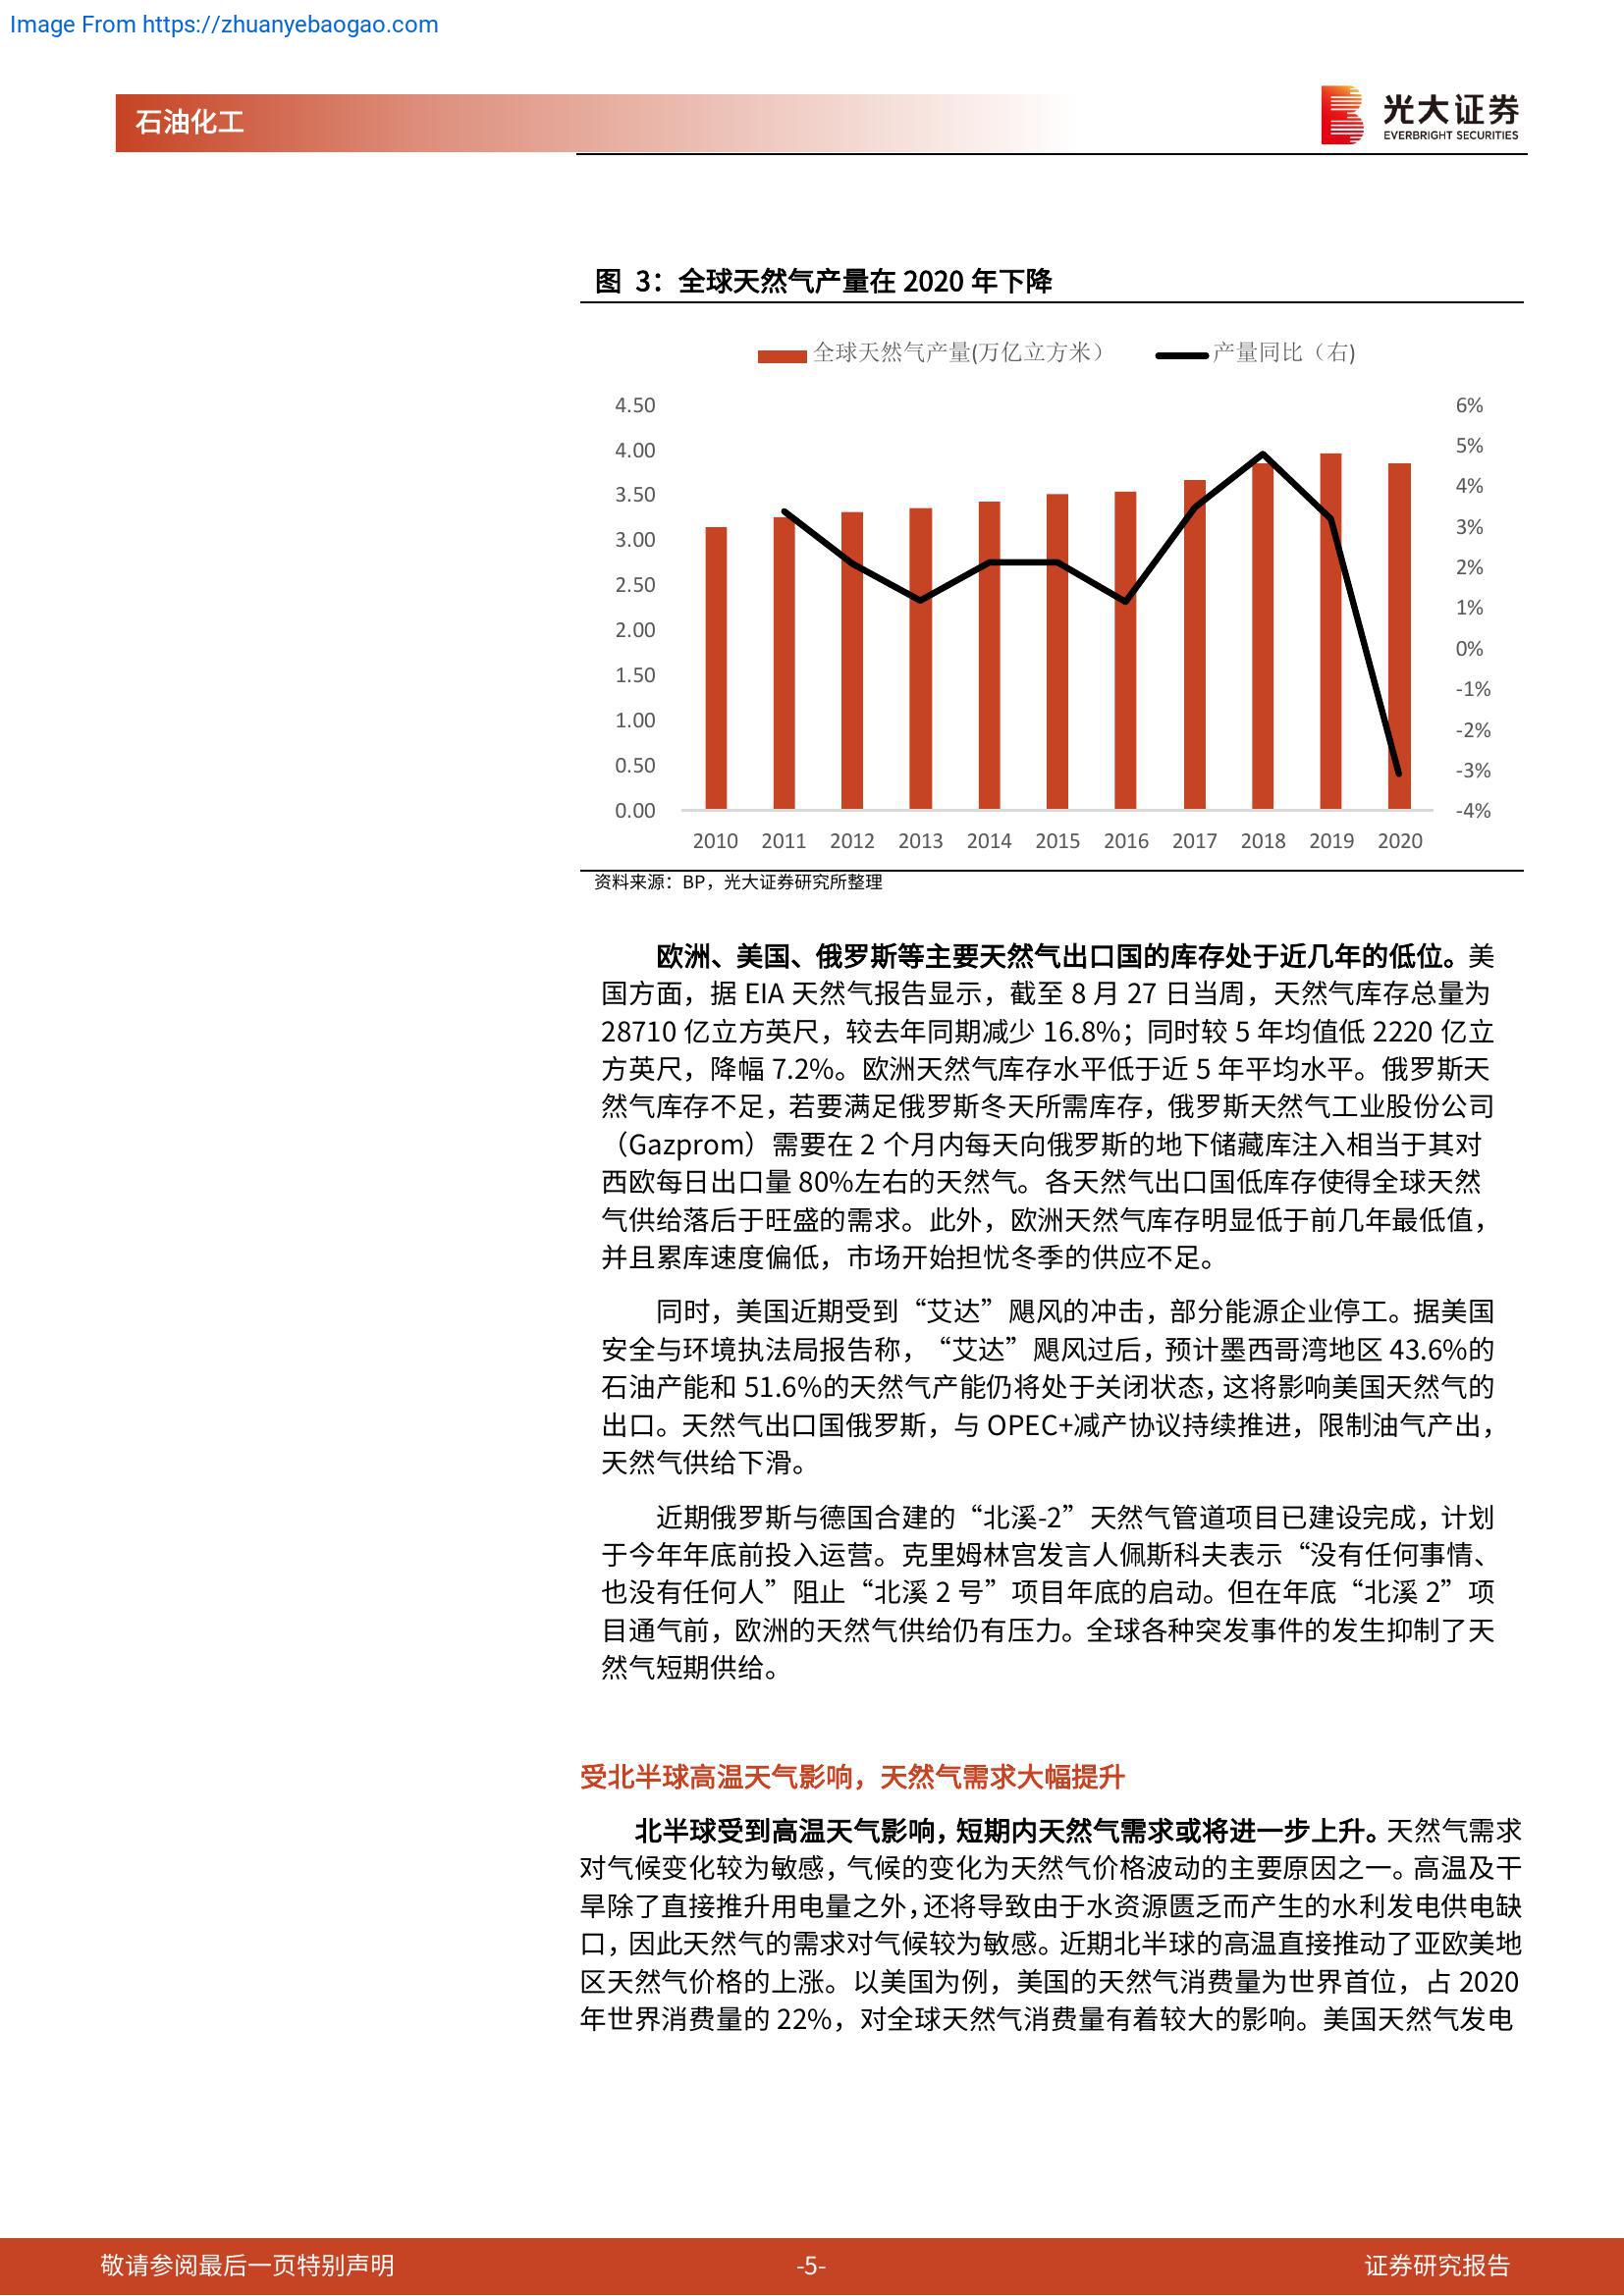 Image From https://zhuanyebaogao.com
石油化工
光大证券
EVERBRIGHT SECURITIES
图 3：全球天然气产量在 2020 年下降
全球天然气产量(万亿立方米） 产量同比（右)
4.50 6%
4.00 5%
3.50 4%
3.00 3%
2.50 2%
2.00 1%
1.50 0%
1.00 -1%
0.50 -2%
0.00 -3%
-4%
2010 2011 2012 2013 2014 2015 2016 2017 2018 2019 2020
资料来源：BP，光大证券研究所整理
欧洲、美国、俄罗斯等主要天然气出口国的库存处于近几年的低位。美
国方面，据 EIA 天然气报告显示，截至 8 月 27 日当周，天然气库存总量为
28710 亿立方英尺，较去年同期减少 16.8%；同时较 5 年均值低 2220 亿立
方英尺，降幅 7.2%。欧洲天然气库存水平低于近 5 年平均水平。俄罗斯天
然气库存不足，若要满足俄罗斯冬天所需库存，俄罗斯天然气工业股份公司
（Gazprom）需要在 2 个月内每天向俄罗斯的地下储藏库注入相当于其对
西欧每日出口量 80%左右的天然气。各天然气出口国低库存使得全球天然
气供给落后于旺盛的需求。此外，欧洲天然气库存明显低于前几年最低值，
并且累库速度偏低，市场开始担忧冬季的供应不足。
同时，美国近期受到“艾达”飓风的冲击，部分能源企业停工。据美国
安全与环境执法局报告称，“艾达”飓风过后，预计墨西哥湾地区 43.6%的
石油产能和 51.6%的天然气产能仍将处于关闭状态，这将影响美国天然气的
出口。天然气出口国俄罗斯，与 OPEC+减产协议持续推进，限制油气产出，
天然气供给下滑。
近期俄罗斯与德国合建的“北溪-2”天然气管道项目已建设完成，计划
于今年年底前投入运营。克里姆林宫发言人佩斯科夫表示“没有任何事情、
也没有任何人”阻止“北溪 2 号”项目年底的启动。但在年底“北溪 2”项
目通气前，欧洲的天然气供给仍有压力。全球各种突发事件的发生抑制了天
然气短期供给。
受北半球高温天气影响，天然气需求大幅提升
北半球受到高温天气影响，短期内天然气需求或将进一步上升。天然气需求
对气候变化较为敏感，气候的变化为天然气价格波动的主要原因之一。高温及干
旱除了直接推升用电量之外，还将导致由于水资源匮乏而产生的水利发电供电缺
口，因此天然气的需求对气候较为敏感。近期北半球的高温直接推动了亚欧美地
区天然气价格的上涨。以美国为例，美国的天然气消费量为世界首位，占 2020
年世界消费量的 22%，对全球天然气消费量有着较大的影响。美国天然气发电
敬请参阅最后一页特别声明 -5- 证券研究报告